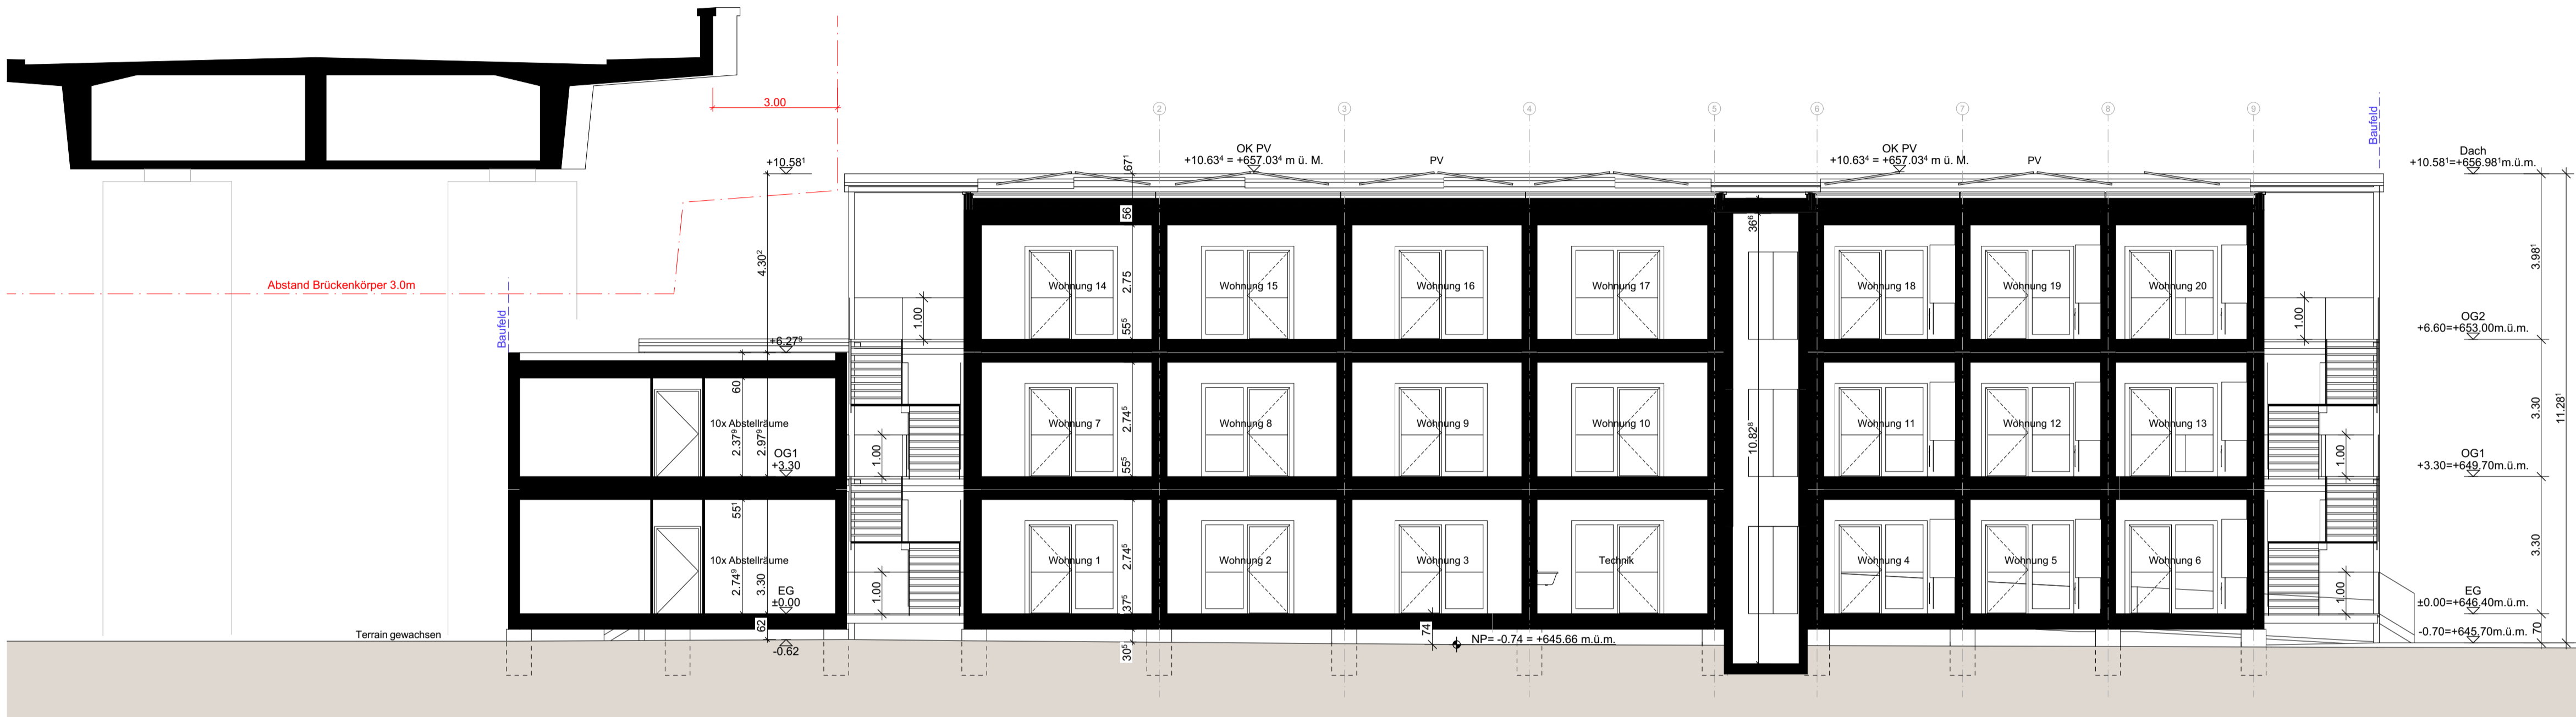 3.00
2
3
4
5
6
7
8
9
Baufeld
OK PV
+10.63⁴ = +657.03⁴ m ü. M.
PV
OK PV
+10.63⁴ = +657.03⁴ m ü. M.
PV
Dach
+10.58¹=+656.98¹m.ü.m.
+10.58¹
67¹
56
36⁶
4.30²
2.75
3.98¹
Abstand Brückenkörper 3.0m
Wohnung 14
Wohnung 15
Wohnung 16
Wohnung 17
Wohnung 18
Wohnung 19
Wohnung 20
Baufeld
1.00
55⁵
1.00
OG2
+6.60=+653.00m.ü.m.
+6.27⁹
60
10x Abstellräume
2.37⁹
2.97⁹
OG1
+3.30
1.00
Wohnung 7
2.74⁵
Wohnung 8
Wohnung 9
Wohnung 10
10.82⁸
Wohnung 11
Wohnung 12
Wohnung 13
1.00
3.30
11.28¹
55⁵
OG1
+3.30=+649.70m.ü.m.
55¹
10x Abstellräume
2.74⁹
3.30
EG
±0.00
1.00
Wohnung 1
2.74⁵
Wohnung 2
Wohnung 3
Technik
Wohnung 4
Wohnung 5
Wohnung 6
1.00
3.30
37⁵
EG
±0.00=+646.40m.ü.m.
Terrain gewachsen
62
-0.62
30⁵
74
NP= -0.74 = +645.66 m.ü.m.
-0.70=+645.70m.ü.m.
70